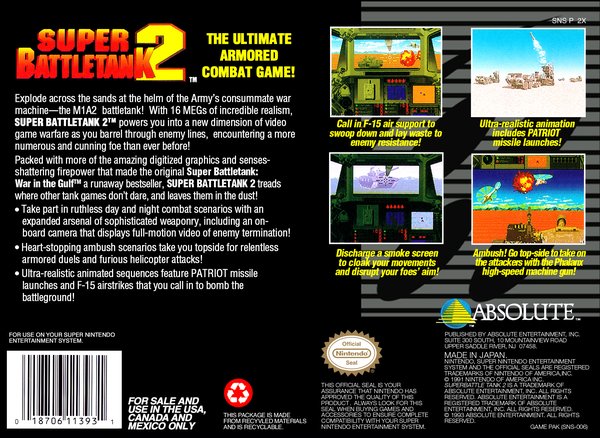 SUPER
BATTLETANK 2™
THE ULTIMATE
ARMORED
COMBAT GAME!
Explode across the sands at the helm of the Army's consummate war
machine—the M1A2 battletank! With 16 MEGs of incredible realism,
SUPER BATTLETANK 2™ powers you into a new dimension of video
game warfare as you barrel through enemy lines, encountering a more
numerous and cunning foe than ever before!
Packed with more of the amazing digitized graphics and senses-
shattering firepower that made the original Super Battletank:
War in the Gulf™ a runaway bestseller, SUPER BATTLETANK 2 treads
where other tank games don't dare, and leaves them in the dust!
• Take part in ruthless day and night combat scenarios with an
expanded arsenal of sophisticated weaponry, including an on-
board camera that displays full-motion video of enemy termination!
• Heart-stopping ambush scenarios take you topside for relentless
armored duels and furious helicopter attacks!
• Ultra-realistic animated sequences feature PATRIOT missile
launches and F-15 airstrikes that you call in to bomb the
battleground!
FOR USE ON YOUR SUPER NINTENDO
ENTERTAINMENT SYSTEM.
0 18706 11393 1
FOR SALE AND
USE IN THE USA,
CANADA AND
MEXICO ONLY
THIS PACKAGE IS MADE
FROM RECYLED MATERIALS
AND IS RECYCLABLE.
SNS P 2X
Call in F-15 air support to
swoop down and lay waste to
enemy resistance!
Ultra-realistic animation
includes PATRIOT
missile launches!
Discharge a smoke screen
to cloak your movements
and disrupt your foes' aim!
Ambush! Go top-side to take on
the attackers with the Phalanx
high-speed machine gun!
Official
Nintendo
Seal
THIS OFFICIAL SEAL IS YOUR
ASSURANCE THAT NINTENDO HAS
APPROVED THE QUALITY OF THIS
PRODUCT. ALWAYS LOOK FOR THIS
SEAL WHEN BUYING GAMES AND
ACCESSORIES TO ENSURE COMPLETE
COMPATIBILITY WITH YOUR SUPER
NINTENDO ENTERTAINMENT SYSTEM.
ABSOLUTE™
PUBLISHED BY ABSOLUTE ENTERTAINMENT, INC.
SUITE 300 SOUTH, 10 MOUNTAINVIEW ROAD
UPPER SADDLE RIVER, NJ 07458.
MADE IN JAPAN.
NINTENDO, SUPER NINTENDO ENTERTAINMENT
SYSTEM AND THE OFFICIAL SEALS ARE REGISTERED
TRADEMARKS OF NINTENDO OF AMERICA INC.
© 1991 NINTENDO OF AMERICA INC.
SUPERBATTLE TANK 2 IS A TRADEMARK OF
ABSOLUTE ENTERTAINMENT, INC. ALL RIGHTS
RESERVED. ABSOLUTE ENTERTAINMENT IS A
REGISTERED TRADEMARK OF ABSOLUTE
ENTERTAINMENT, INC. ALL RIGHTS RESERVED.
© 1993 ABSOLUTE ENTERTAINMENT, INC.
ALL RIGHTS RESERVED.
GAME PAK (SNS-006)